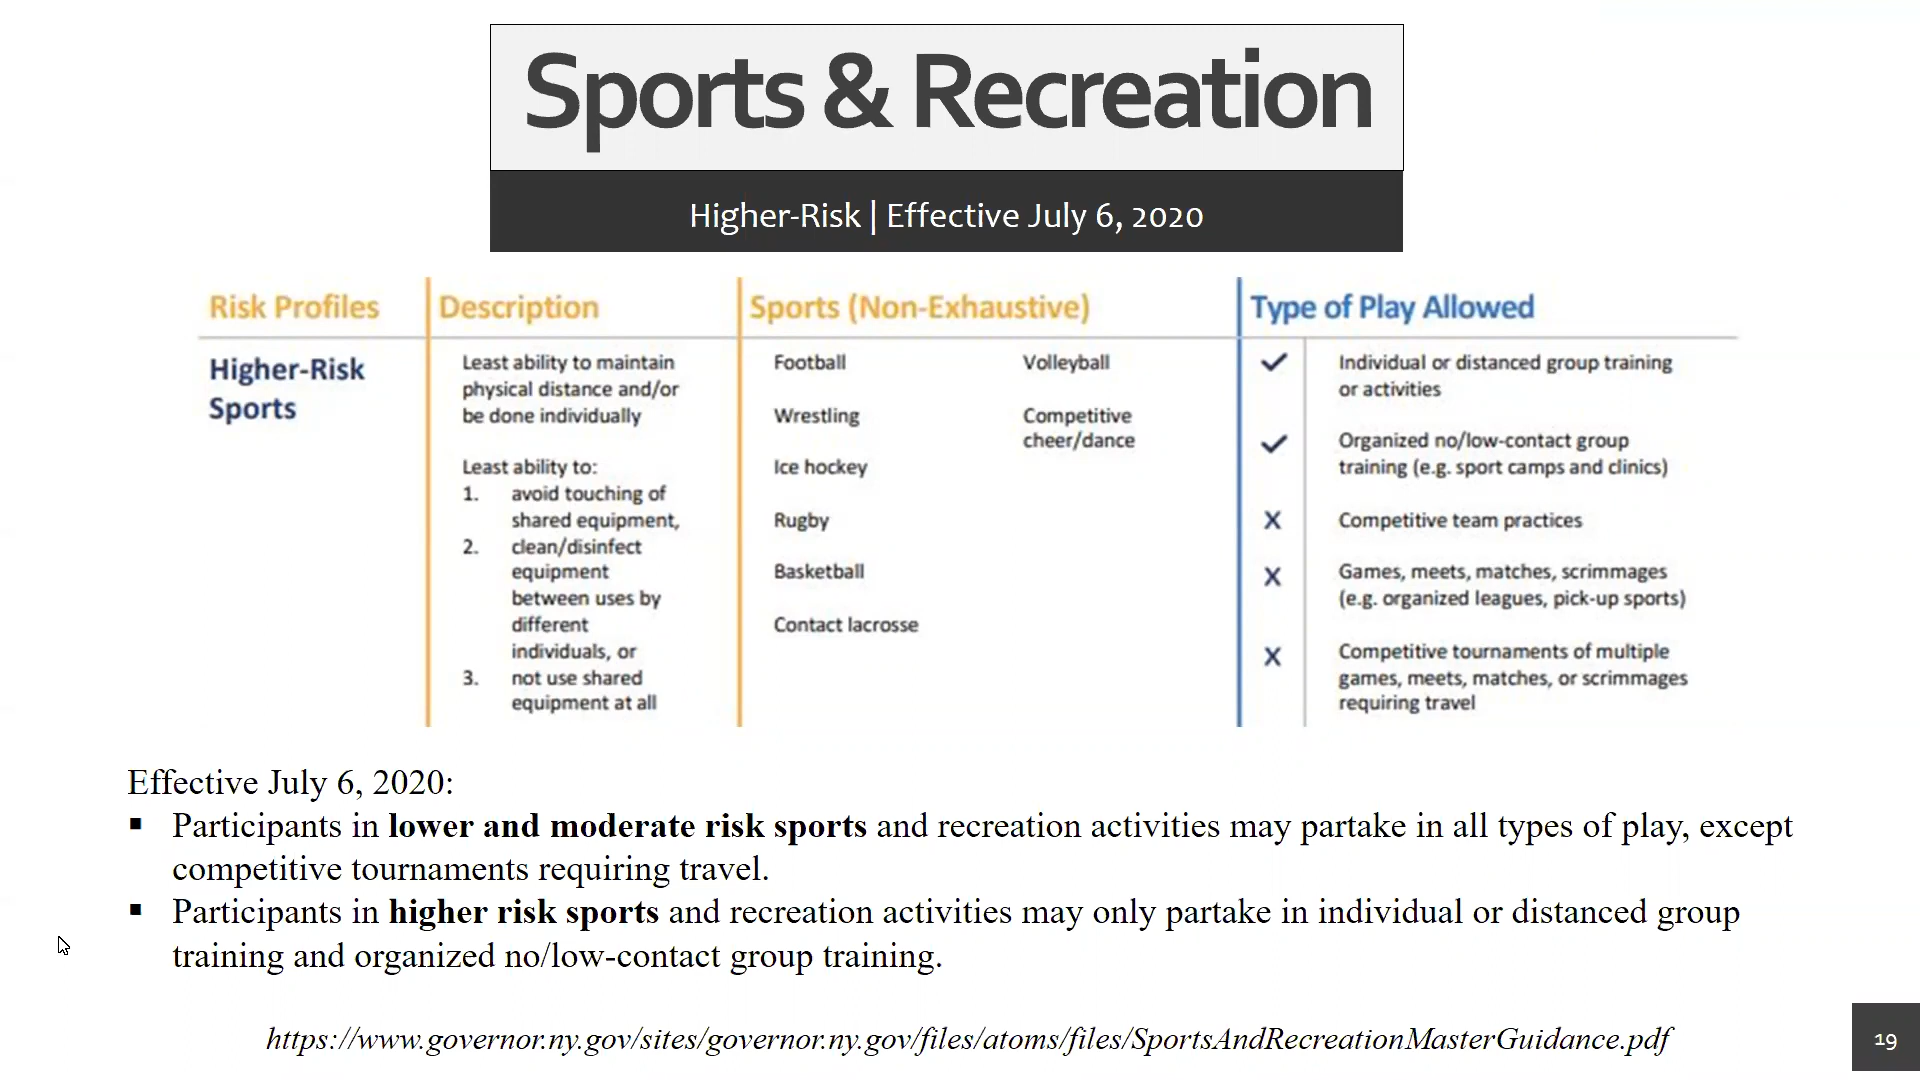 Sports & Recreation
Higher-Risk | Effective July 6, 2020
Risk Profiles
Description
Sports (Non-Exhaustive)
Type of Play Allowed
Higher-Risk
Sports
Least ability to maintain
physical distance and/or
be done individually
Least ability to:
1. avoid touching of
shared equipment,
2. clean/disinfect
equipment
between uses by
different
individuals, or
3. not use shared
equipment at all
Football
Wrestling
Ice hockey
Rugby
Basketball
Contact lacrosse
Volleyball
Competitive
cheer/dance
✓ Individual or distanced group training
or activities
✓ Organized no/low-contact group
training (e.g. sport camps and clinics)
X Competitive team practices
X Games, meets, matches, scrimmages
(e.g. organized leagues, pick-up sports)
X Competitive tournaments of multiple
games, meets, matches, or scrimmages
requiring travel
Effective July 6, 2020:
▪ Participants in lower and moderate risk sports and recreation activities may partake in all types of play, except
competitive tournaments requiring travel.
▪ Participants in higher risk sports and recreation activities may only partake in individual or distanced group
training and organized no/low-contact group training.
https://www.governor.ny.gov/sites/governor.ny.gov/files/atoms/files/SportsAndRecreationMasterGuidance.pdf
19